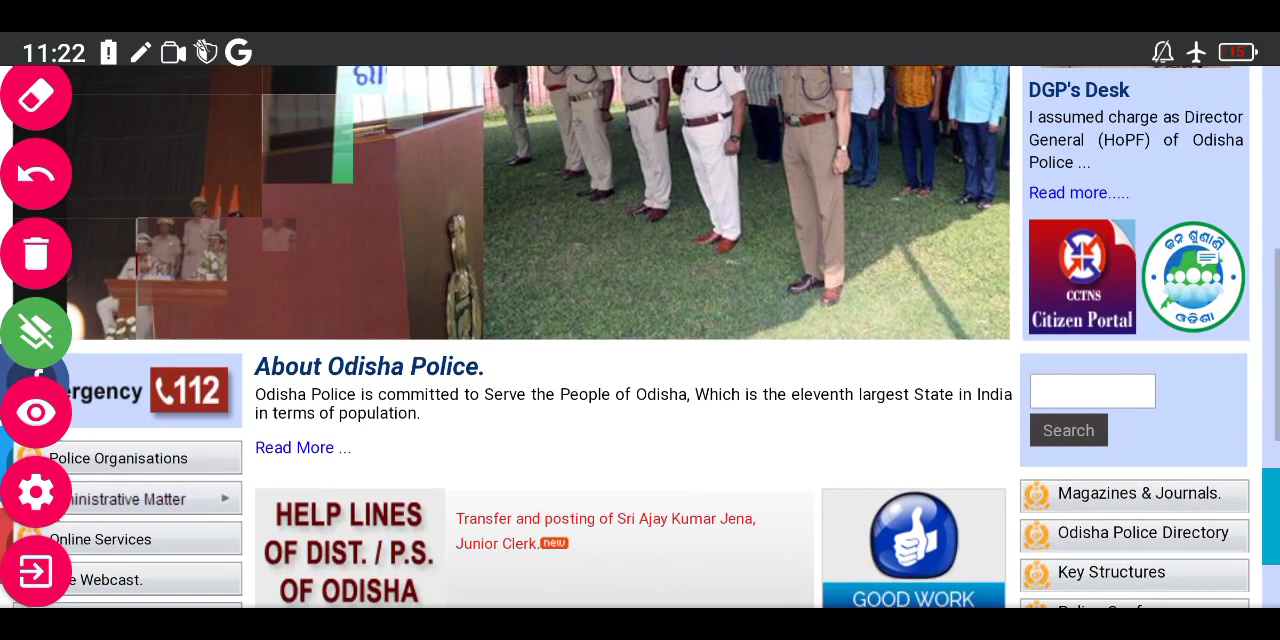 11:22
15
ରା
DGP's Desk
I assumed charge as Director
General (HoPF) of Odisha
Police ...
Read more.....
CCTNS
Citizen Portal
ଜନ ଶୁଣାଣି
ଓଡ଼ିଶା
ergency 112
About Odisha Police.
Odisha Police is committed to Serve the People of Odisha, Which is the eleventh largest State in India
in terms of population.
Read More ...
Search
Police Organisations
ministrative Matter
Online Services
e Webcast.
HELP LINES
OF DIST. / P.S.
OF ODISHA
Transfer and posting of Sri Ajay Kumar Jena,
Junior Clerk. new
GOOD WORK
Magazines & Journals.
Odisha Police Directory
Key Structures